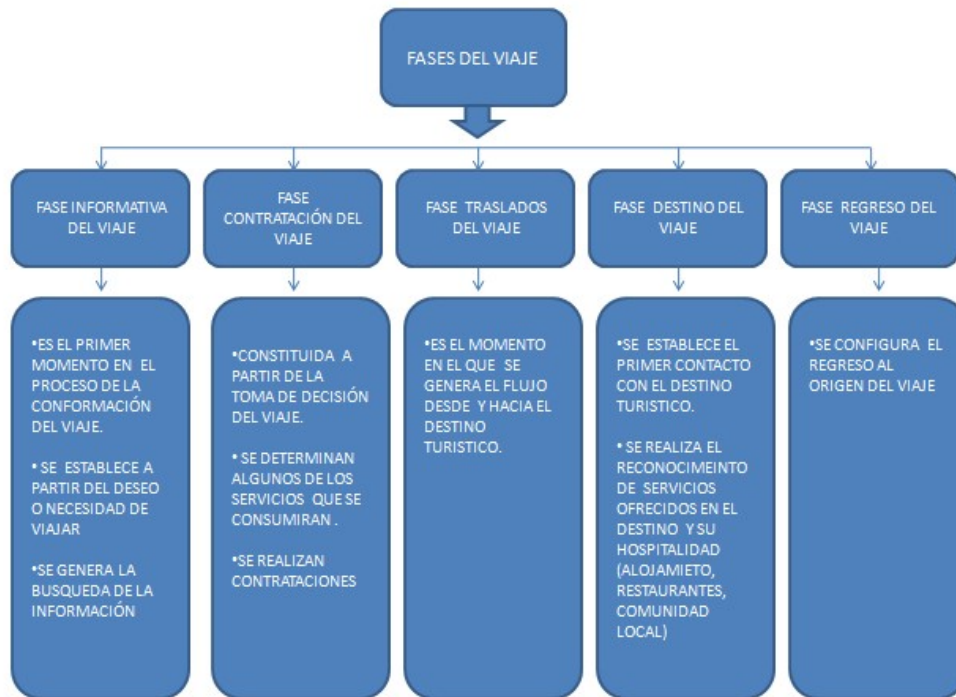 FASES DEL VIAJE
FASE INFORMATIVA
DEL VIAJE
FASE
CONTRATACIÓN DEL
VIAJE
FASE TRASLADOS
DEL VIAJE
FASE DESTINO DEL
VIAJE
FASE REGRESO DEL
VIAJE
•ES EL PRIMER
MOMENTO EN EL
PROCESO DE LA
CONFORMACIÓN
DEL VIAJE.
• SE ESTABLECE A
PARTIR DEL DESEO
O NECESIDAD DE
VIAJAR
•SE GENERA LA
BUSQUEDA DE LA
INFORMACIÓN
•CONSTITUIDA A
PARTIR DE LA
TOMA DE DECISIÓN
DEL VIAJE.
• SE DETERMINAN
ALGUNOS DE LOS
SERVICIOS QUE SE
CONSUMIRAN .
•SE REALIZAN
CONTRATACIONES
•ES EL MOMENTO
EN EL QUE SE
GENERA EL FLUJO
DESDE Y HACIA EL
DESTINO
TURISTICO.
•SE ESTABLECE EL
PRIMER CONTACTO
CON EL DESTINO
TURISTICO.
• SE REALIZA EL
RECONOCIMEINTO
DE SERVICIOS
OFRECIDOS EN EL
DESTINO Y SU
HOSPITALIDAD
(ALOJAMIETO,
RESTAURANTES,
COMUNIDAD
LOCAL)
•SE CONFIGURA EL
REGRESO AL
ORIGEN DEL VIAJE